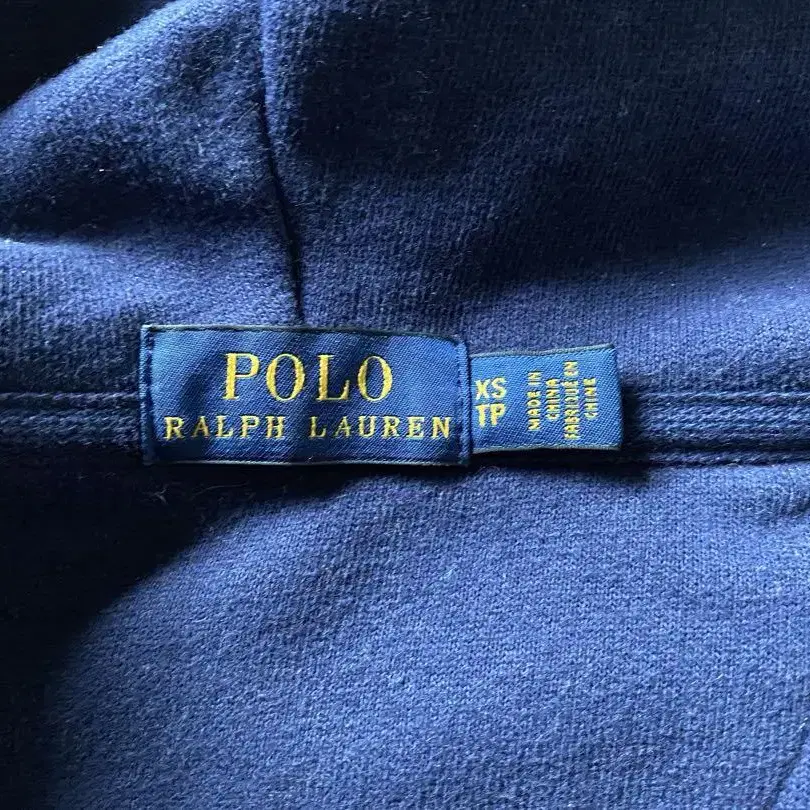 POLO
RALPH LAUREN
XS
TP
MADE IN
CHINA
FABRIQUÉ EN
CHINE